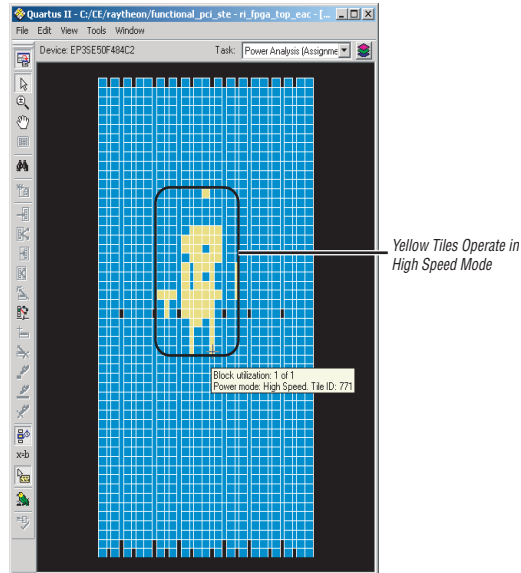 Quartus II - C:/CE/raytheon/functional_pci_ste - ri_fpga_top_eac - [...
File Edit View Tools Window
Device: EP3SE50F484C2
Task: Power Analysis (Assignme
Yellow Tiles Operate in
High Speed Mode
Block utilization: 1 of 1
Power mode: High Speed. Tile ID: 771
x=b